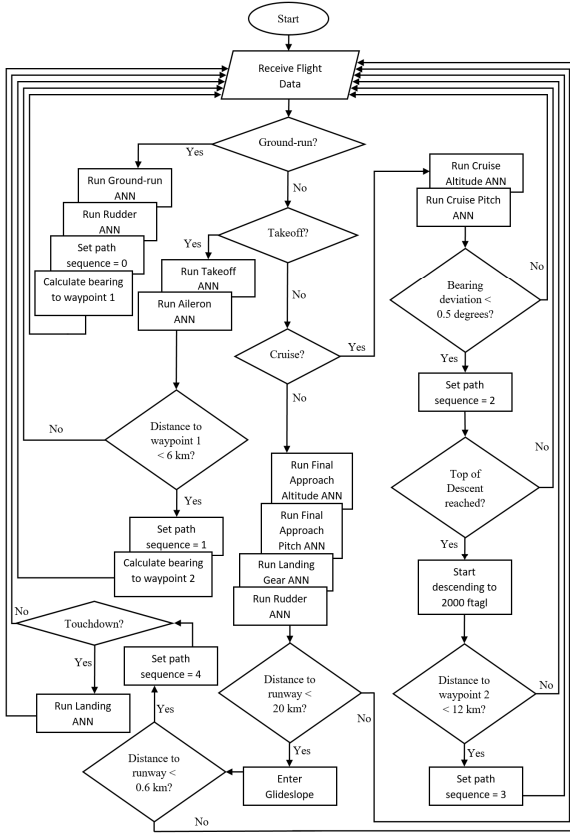 Start
Receive Flight
Data
Ground-run?
Yes
No
Run Ground-run
ANN
Run Rudder
ANN
Set path
sequence = 0
Calculate bearing
to waypoint 1
Takeoff?
Yes
No
Run Takeoff
ANN
Run Aileron
ANN
Distance to
waypoint 1
< 6 km?
No
Yes
Set path
sequence = 1
Calculate bearing
to waypoint 2
Cruise?
Yes
No
Run Cruise
Altitude ANN
Run Cruise Pitch
ANN
Bearing
deviation <
0.5 degrees?
No
Yes
Set path
sequence = 2
Top of
Descent
reached?
No
Yes
Start
descending to
2000 ftagl
Distance to
waypoint 2
< 12 km?
No
Yes
Set path
sequence = 3
Run Final
Approach
Altitude ANN
Run Final
Approach
Pitch ANN
Run Landing
Gear ANN
Run Rudder
ANN
Distance to
runway <
20 km?
No
Yes
Enter
Glideslope
Distance to
runway <
0.6 km?
No
Yes
Set path
sequence = 4
Touchdown?
No
Yes
Run Landing
ANN